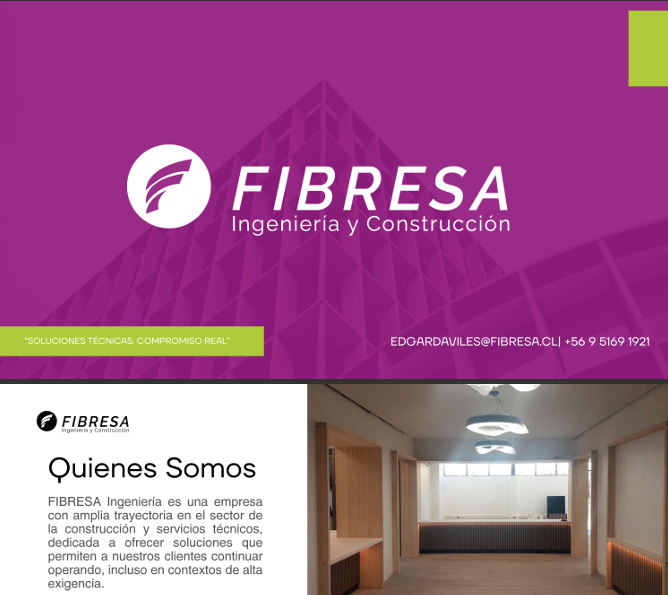 FIBRESA
Ingeniería y Construcción
"SOLUCIONES TÉCNICAS, COMPROMISO REAL"
EDGARDAVILES@FIBRESA.CL| +56 9 5169 1921
FIBRESA
Ingeniería y Construcción
Quienes Somos
FIBRESA Ingeniería es una empresa
con amplia trayectoria en el sector de
la construcción y servicios técnicos,
dedicada a ofrecer soluciones que
permiten a nuestros clientes continuar
operando, incluso en contextos de alta
exigencia.